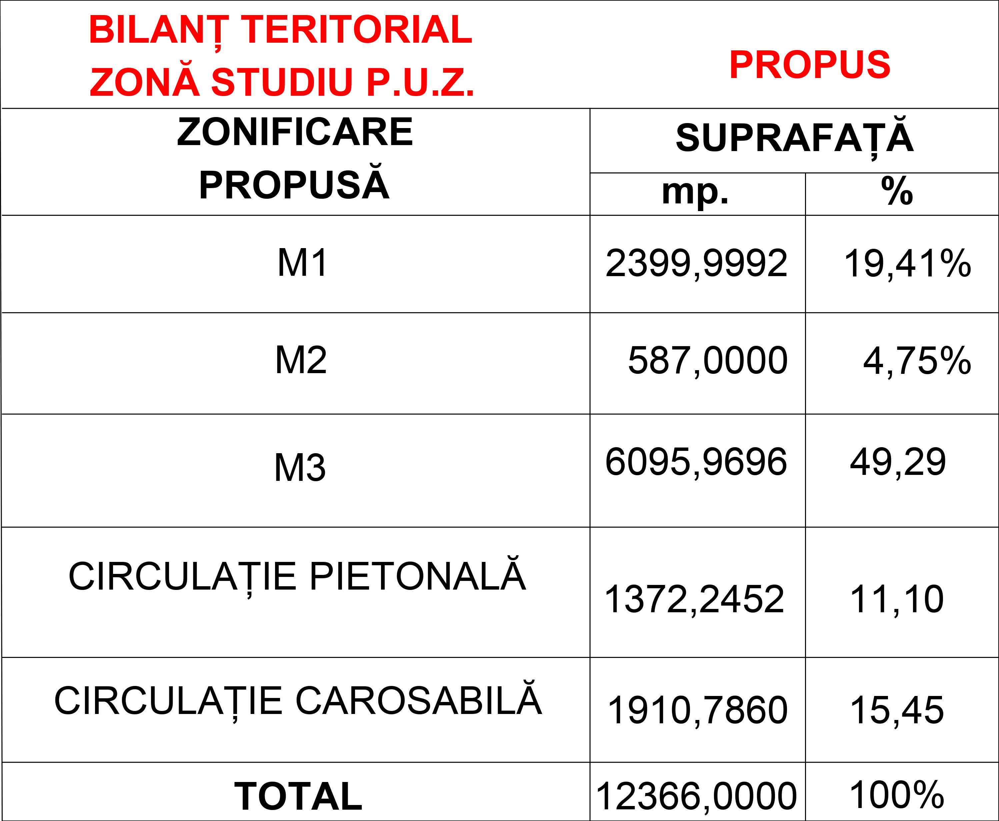 BILANȚ TERITORIAL
ZONĂ STUDIU P.U.Z.
PROPUS
ZONIFICARE
PROPUSĂ
SUPRAFAȚĂ
mp. %
M1 2399,9992 19,41%
M2 587,0000 4,75%
M3 6095,9696 49,29
CIRCULAȚIE PIETONALĂ 1372,2452 11,10
CIRCULAȚIE CAROSABILĂ 1910,7860 15,45
TOTAL 12366,0000 100%